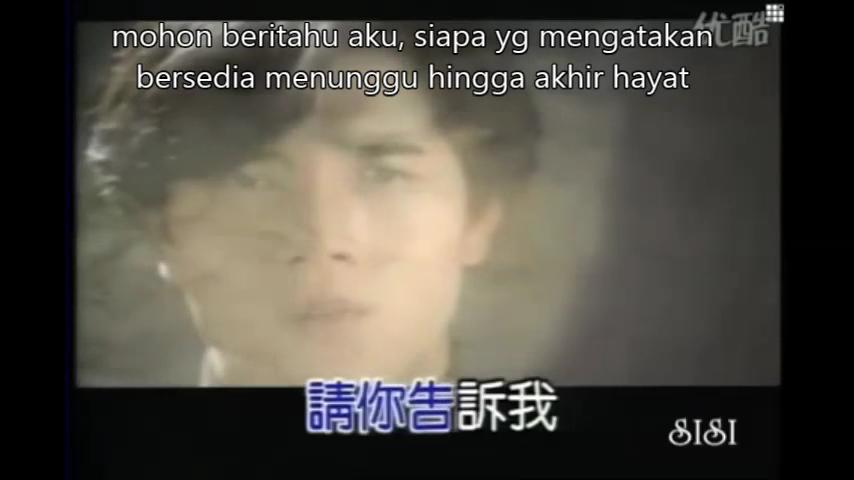 优酷
mohon beritahu aku, siapa yg mengatakan
bersedia menunggu hingga akhir hayat
請你告訴我
SISI